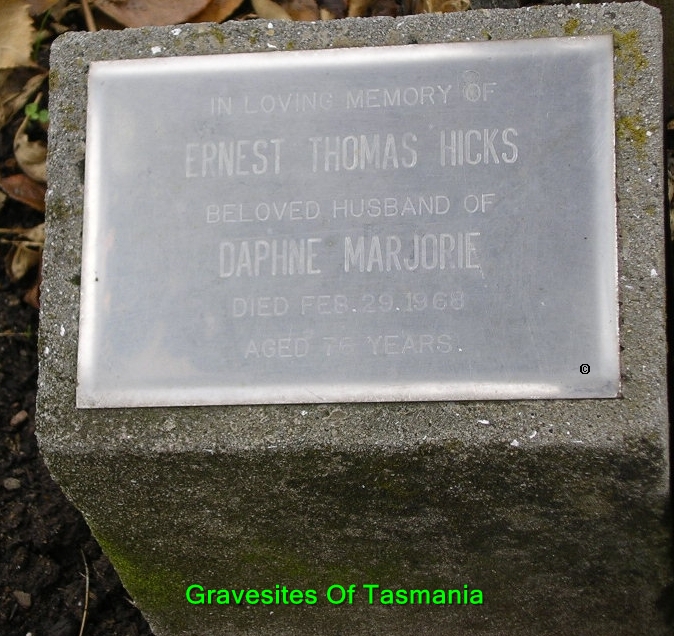 IN LOVING MEMORY OF
ERNEST THOMAS HICKS
BELOVED HUSBAND OF
DAPHNE MARJORIE
DIED FEB. 29. 1968
AGED 76 YEARS.
©
Gravesites Of Tasmania